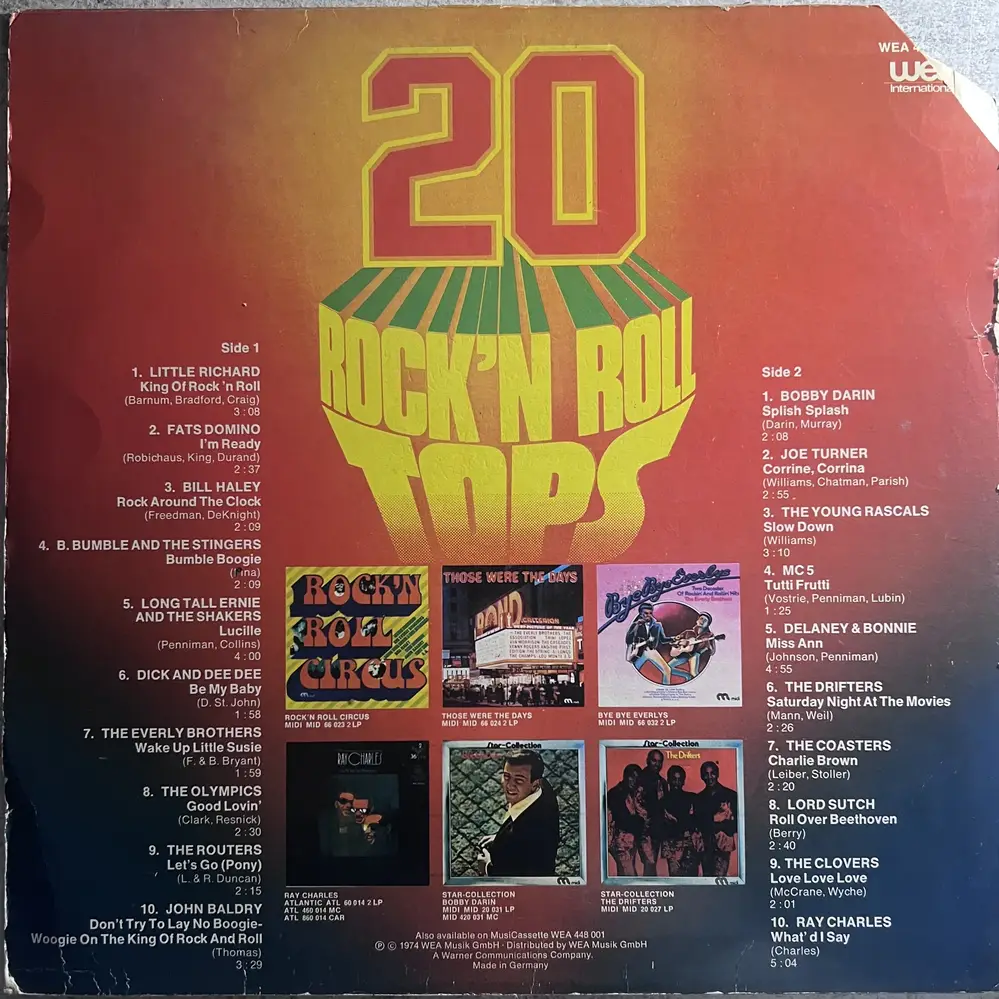 WEA 4
wea
International
20
ROCK'N ROLL
TOPS
Side 1
1. LITTLE RICHARD
King Of Rock 'n Roll
(Barnum, Bradford, Craig)
3:08
2. FATS DOMINO
I'm Ready
(Robichaus, King, Durand)
2:37
3. BILL HALEY
Rock Around The Clock
(Freedman, DeKnight)
2:09
4. B. BUMBLE AND THE STINGERS
Bumble Boogie
(Fina)
2:09
5. LONG TALL ERNIE
AND THE SHAKERS
Lucille
(Penniman, Collins)
4:00
6. DICK AND DEE DEE
Be My Baby
(D. St. John)
1:58
7. THE EVERLY BROTHERS
Wake Up Little Susie
(F. & B. Bryant)
1:59
8. THE OLYMPICS
Good Lovin'
(Clark, Resnick)
2:30
9. THE ROUTERS
Let's Go (Pony)
(L. & R. Duncan)
2:15
10. JOHN BALDRY
Don't Try To Lay No Boogie-
Woogie On The King Of Rock And Roll
(Thomas)
3:29
Side 2
1. BOBBY DARIN
Splish Splash
(Darin, Murray)
2:08
2. JOE TURNER
Corrine, Corrina
(Williams, Chatman, Parish)
2:55
3. THE YOUNG RASCALS
Slow Down
(Williams)
3:10
4. MC 5
Tutti Frutti
(Vostrie, Penniman, Lubin)
1:25
5. DELANEY & BONNIE
Miss Ann
(Johnson, Penniman)
4:55
6. THE DRIFTERS
Saturday Night At The Movies
(Mann, Weil)
2:26
7. THE COASTERS
Charlie Brown
(Leiber, Stoller)
2:20
8. LORD SUTCH
Roll Over Beethoven
(Berry)
2:40
9. THE CLOVERS
Love Love Love
(McCrane, Wyche)
2:01
10. RAY CHARLES
What' d I Say
(Charles)
5:04
ROCK'N
ROLL
CIRCUS
ROCK'N ROLL CIRCUS
MIDI MID 66 023 2 LP
THOSE WERE THE DAYS
CRITERION
THOSE WERE THE DAYS
MIDI MID 66 024 2 LP
Bye Bye Everlys
The Everly Brothers
midi
BYE BYE EVERLYS
MIDI MID 66 032 2 LP
RAY CHARLES
RAY CHARLES
ATLANTIC ATL 60 014 2 LP
ATL 460 014 MC
ATL 860 014 CAR
Star-Collection
STAR-COLLECTION
BOBBY DARIN
MIDI MID 20 031 LP
MID 420 031 MC
Star-Collection
The Drifters
STAR-COLLECTION
THE DRIFTERS
MIDI MID 20 027 LP
Also available on MusiCassette WEA 448 001
Ⓟ © 1974 WEA Musik GmbH · Distributed by WEA Musik GmbH
A Warner Communications Company.
Made in Germany